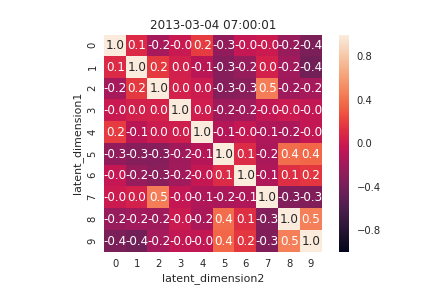 2013-03-04 07:00:01
latent_dimension1
0 1.0 0.1 -0.2 -0.0 0.2 -0.3 -0.0 -0.0 -0.2 -0.4
1 0.1 1.0 0.2 0.0 -0.1 -0.3 -0.2 0.0 -0.2 -0.4
2 -0.2 0.2 1.0 0.0 0.0 -0.3 -0.3 0.5 -0.2 -0.2
3 -0.0 0.0 0.0 1.0 0.0 -0.2 -0.2 -0.0 -0.0 -0.0
4 0.2 -0.1 0.0 0.0 1.0 -0.1 -0.0 -0.1 -0.2 -0.0
5 -0.3 -0.3 -0.3 -0.2 -0.1 1.0 0.1 -0.2 0.4 0.4
6 -0.0 -0.2 -0.3 -0.2 -0.0 0.1 1.0 -0.1 0.1 0.2
7 -0.0 0.0 0.5 -0.0 -0.1 -0.2 -0.1 1.0 -0.3 -0.3
8 -0.2 -0.2 -0.2 -0.0 -0.2 0.4 0.1 -0.3 1.0 0.5
9 -0.4 -0.4 -0.2 -0.0 -0.0 0.4 0.2 -0.3 0.5 1.0
0 1 2 3 4 5 6 7 8 9
latent_dimension2
0.8
0.4
0.0
−0.4
−0.8